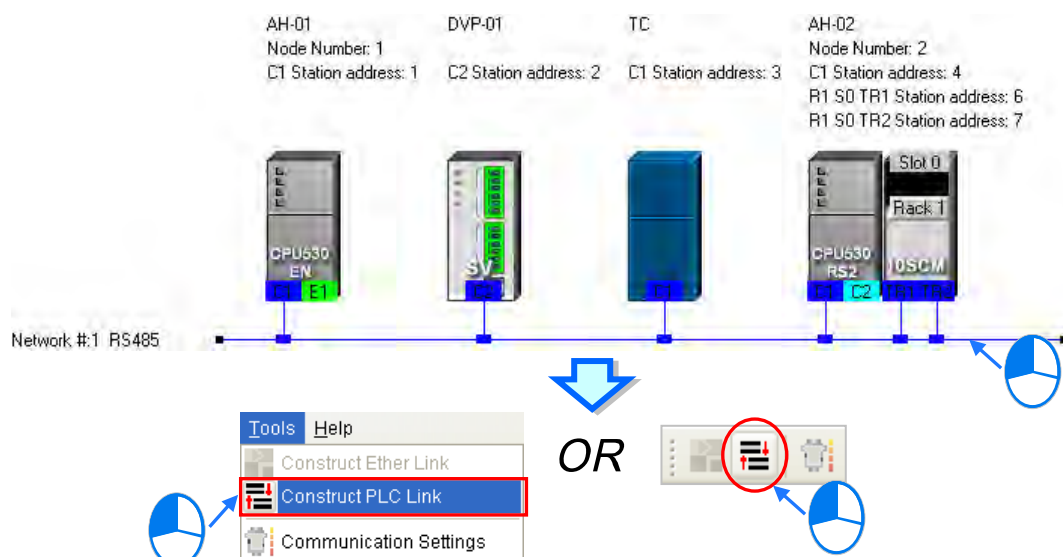 AH-01 DVP-01 TC AH-02
Node Number: 1 Node Number: 2
C1 Station address: 1 C2 Station address: 2 C1 Station address: 3 C1 Station address: 4
R1 S0 TR1 Station address: 6
R1 S0 TR2 Station address: 7
Slot 0
Rack 1
CPU530 EN
C1 E1
SV
C2
C1
CPU530 RS2
C1 C2
10SCM
TR1 TR2
Network #:1 RS485
Tools Help
Construct Ether Link
Construct PLC Link
Communication Settings
OR